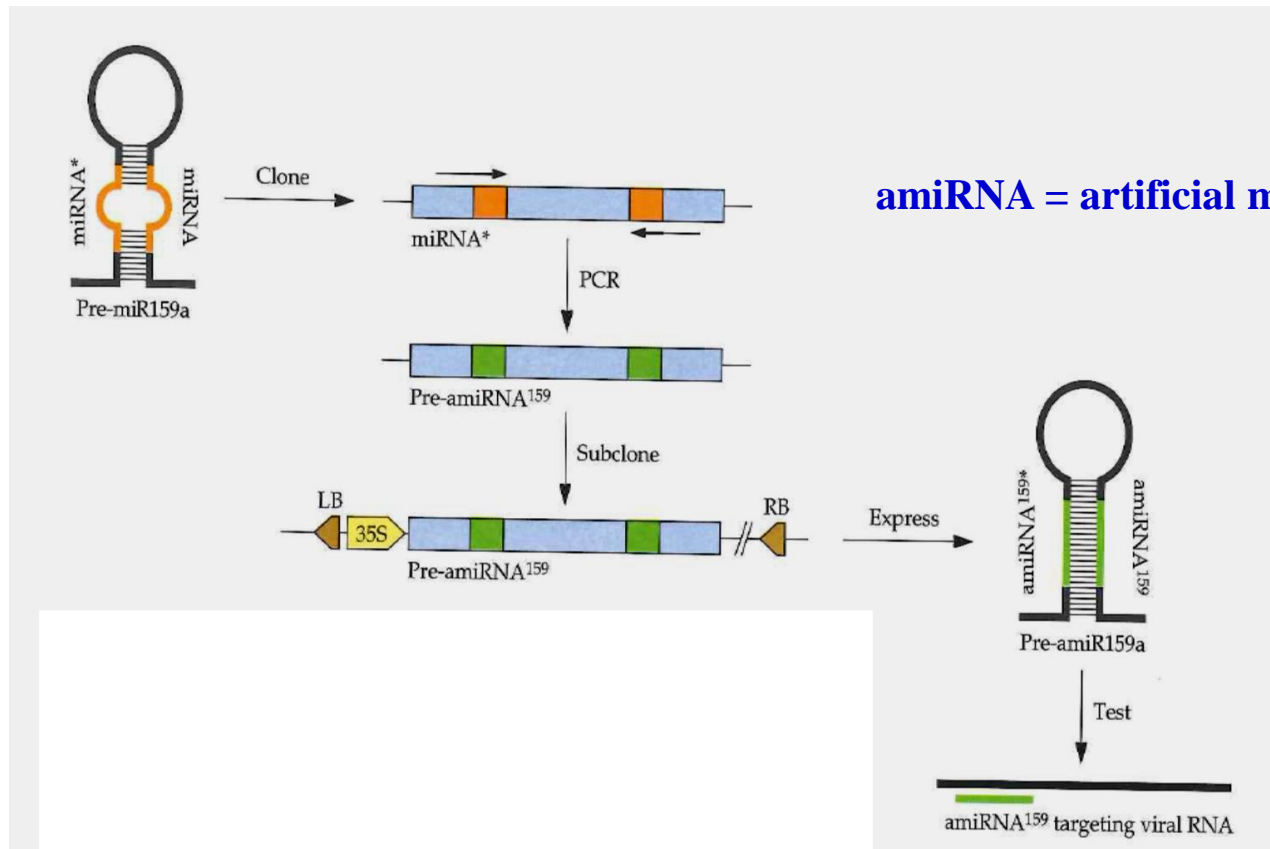 miRNA*
miRNA
Pre-miR159a
Clone
amiRNA = artificial m
miRNA*
PCR
Pre-amiRNA¹⁵⁹
Subclone
LB
35S
RB
Pre-amiRNA¹⁵⁹
Express
amiRNA¹⁵⁹*
amiRNA¹⁵⁹
Pre-amiR159a
Test
amiRNA¹⁵⁹ targeting viral RNA